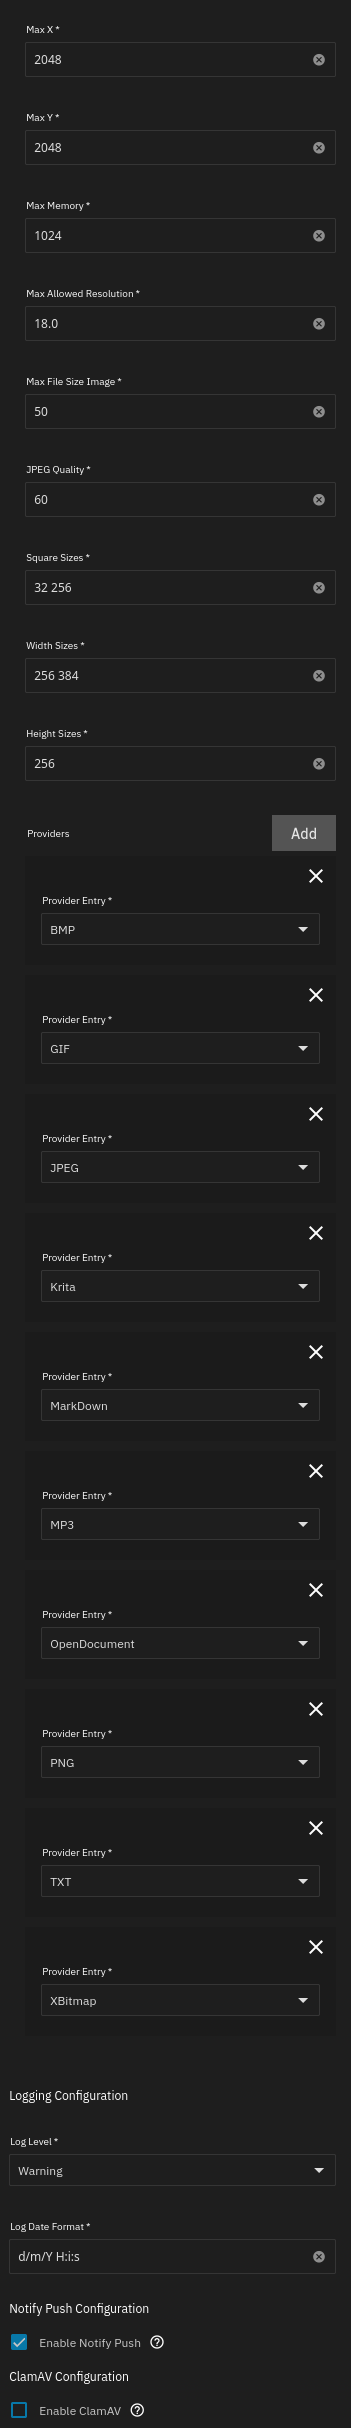 Max X *
2048
Max Y *
2048
Max Memory *
1024
Max Allowed Resolution *
18.0
Max File Size Image *
50
JPEG Quality *
60
Square Sizes *
32 256
Width Sizes *
256 384
Height Sizes *
256
Providers
Add
Provider Entry *
BMP
Provider Entry *
GIF
Provider Entry *
JPEG
Provider Entry *
Krita
Provider Entry *
MarkDown
Provider Entry *
MP3
Provider Entry *
OpenDocument
Provider Entry *
PNG
Provider Entry *
TXT
Provider Entry *
XBitmap
Logging Configuration
Log Level *
Warning
Log Date Format *
d/m/Y H:i:s
Notify Push Configuration
Enable Notify Push
ClamAV Configuration
Enable ClamAV